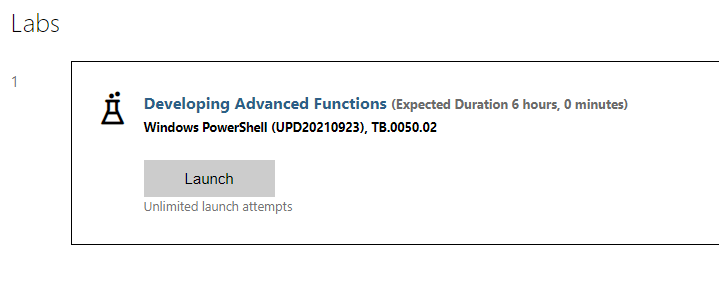 Labs
1
Developing Advanced Functions (Expected Duration 6 hours, 0 minutes)
Windows PowerShell (UPD20210923), TB.0050.02
Launch
Unlimited launch attempts